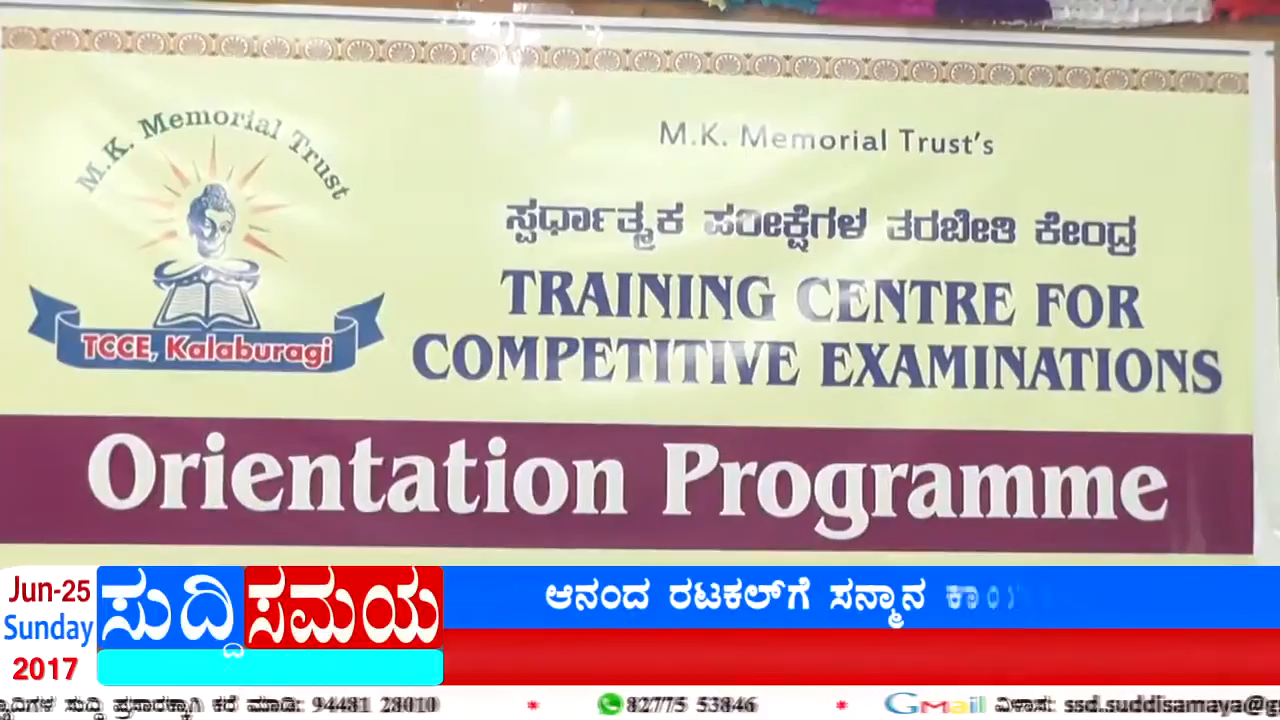 M.K. Memorial Trust
TCCE, Kalaburagi
M.K. Memorial Trust's
ಸ್ಪರ್ಧಾತ್ಮಕ ಪರೀಕ್ಷೆಗಳ ತರಬೇತಿ ಕೇಂದ್ರ
TRAINING CENTRE FOR
COMPETITIVE EXAMINATIONS
Orientation Programme
Jun-25
Sunday
2017
ಸುದ್ದಿ ಸಮಯ
ಆನಂದ ರಟಕಲ್‌ಗೆ ಸನ್ಮಾನ
ಸುದ್ದಿ ಪ್ರಸಾರಕ್ಕಾಗಿ ಕರೆ ಮಾಡಿ: 94481 28010 * 82775 53846 * Gmail ವಿಳಾಸ: ssd.suddisamaya@g